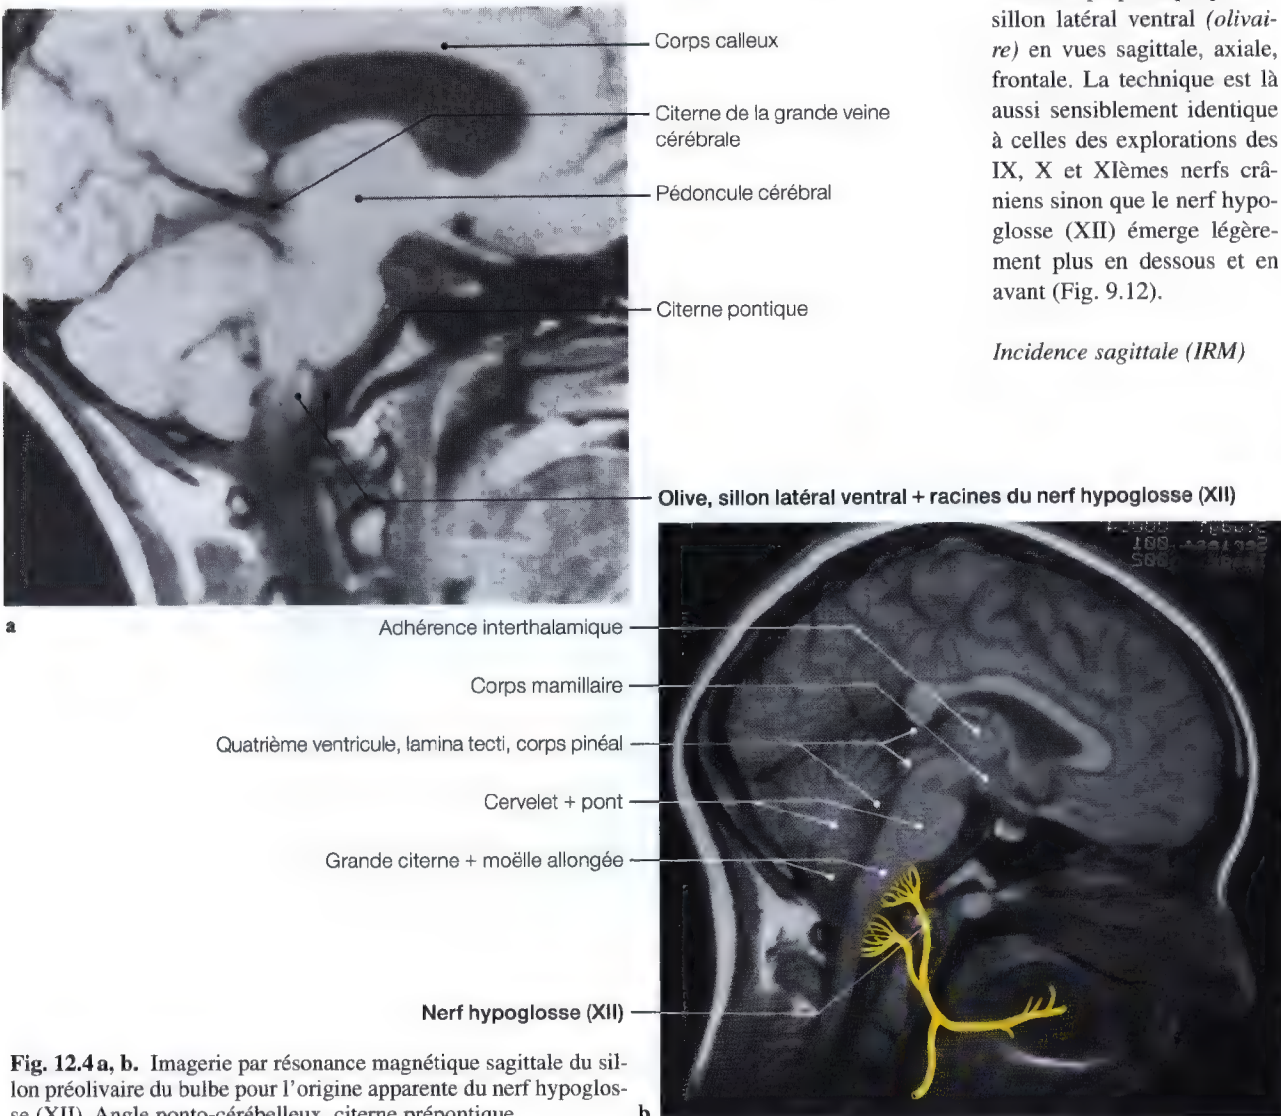 sillon latéral ventral (olivai-
re) en vues sagittale, axiale,
frontale. La technique est là
aussi sensiblement identique
à celles des explorations des
IX, X et XIèmes nerfs crâ-
niens sinon que le nerf hypo-
glosse (XII) émerge légère-
ment plus en dessous et en
avant (Fig. 9.12).
Incidence sagittale (IRM)
Corps calleux
Citerne de la grande veine
cérébrale
Pédoncule cérébral
Citerne pontique
Olive, sillon latéral ventral + racines du nerf hypoglosse (XII)
a
Adhérence interthalamique
Corps mamillaire
Quatrième ventricule, lamina tecti, corps pinéal
Cervelet + pont
Grande citerne + moëlle allongée
Nerf hypoglosse (XII)
Fig. 12.4 a, b. Imagerie par résonance magnétique sagittale du sil-
lon préolivaire du bulbe pour l'origine apparente du nerf hypoglos-
se (XII). Angle ponto-cérébelleux, citerne prépontique
b